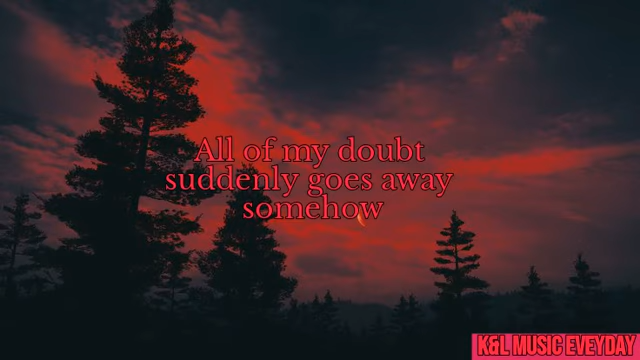 All of my doubt
suddenly goes away
somehow
K&L MUSIC EVEYDAY